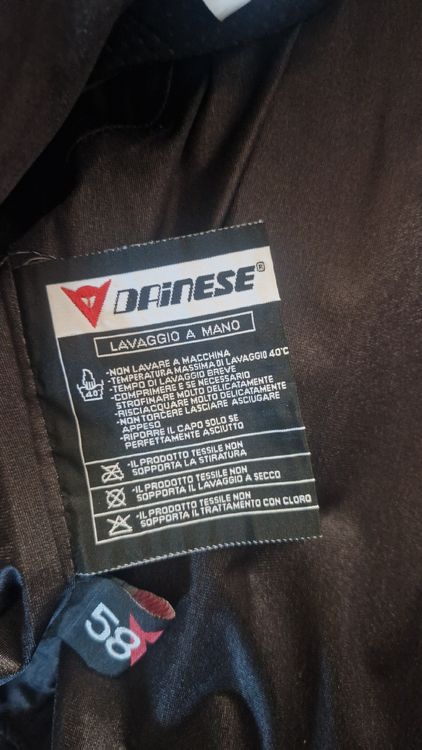 DAiNESE®
LAVAGGIO A MANO
-NON LAVARE A MACCHINA
-TEMPERATURA MASSIMA DI LAVAGGIO 40°C
-TEMPO DI LAVAGGIO BREVE
-COMPRIMERE E SE NECESSARIO
STROFINARE MOLTO DELICATAMENTE
-RISCIACQUARE MOLTO DELICATAMENTE
-NON TORCERE LASCIARE ASCIUGARE
APPESO
-RIPORRE IL CAPO SOLO SE
PERFETTAMENTE ASCIUTTO
40°
-IL PRODOTTO TESSILE NON
SOPPORTA LA STIRATURA
-IL PRODOTTO TESSILE NON
SOPPORTA IL LAVAGGIO A SECCO
-IL PRODOTTO TESSILE NON
SOPPORTA IL TRATTAMENTO CON CLORO
58